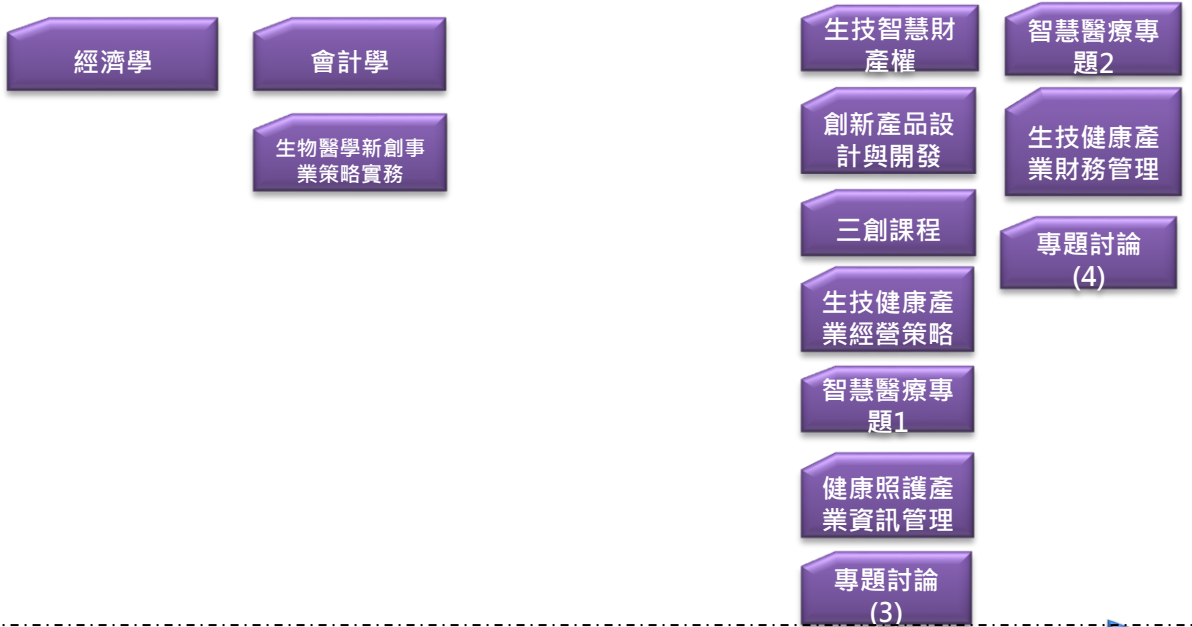 經濟學
會計學
生物醫學新創事
業策略實務
生技智慧財
產權
創新產品設
計與開發
三創課程
生技健康產
業經營策略
智慧醫療專
題1
健康照護產
業資訊管理
專題討論
(3)
智慧醫療專
題2
生技健康產
業財務管理
專題討論
(4)